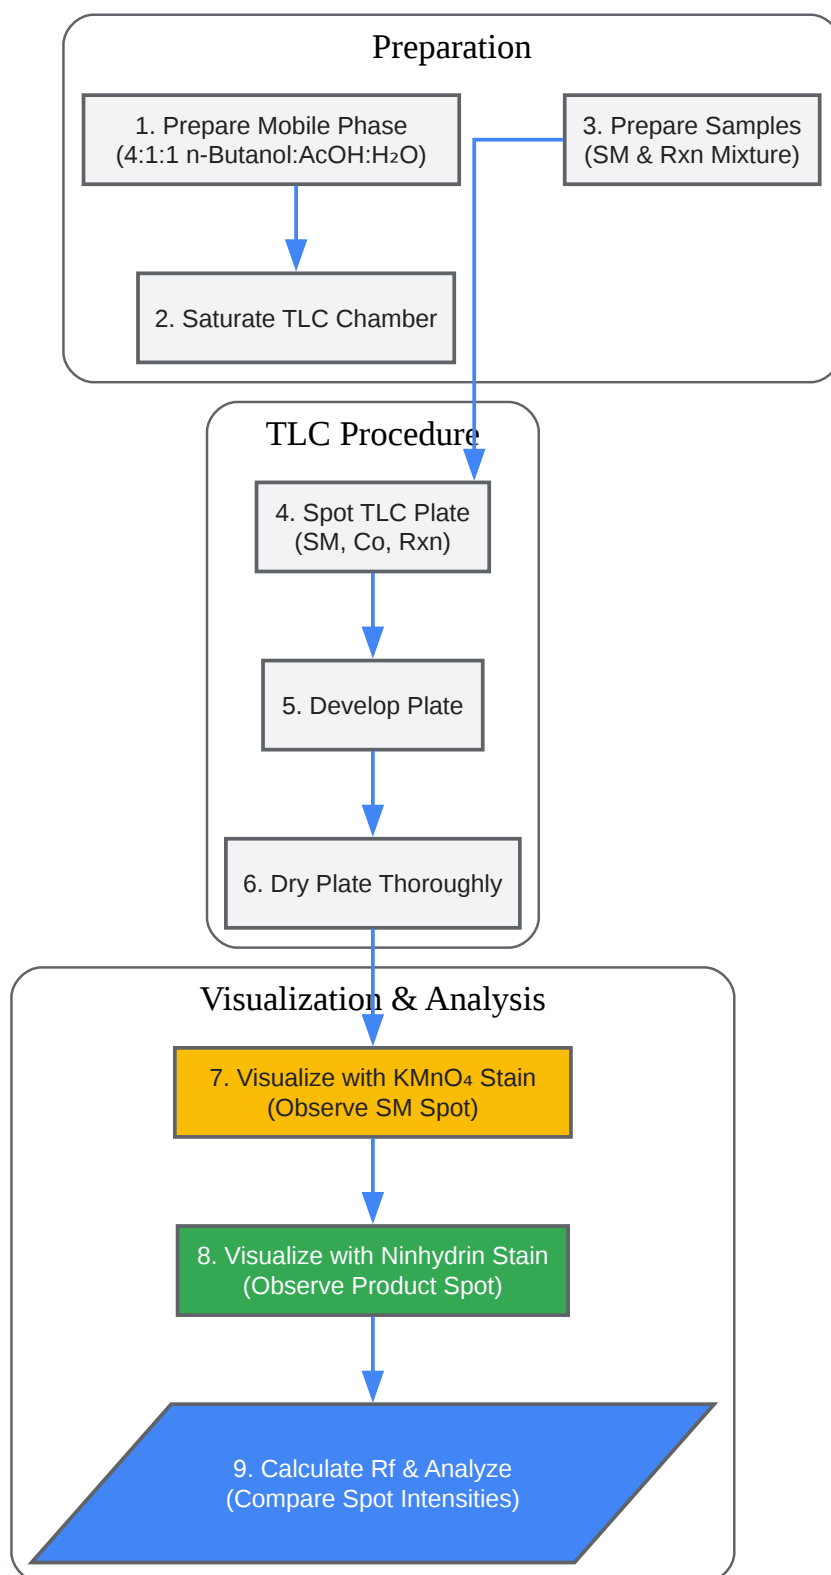 Preparation
1. Prepare Mobile Phase
(4:1:1 n-Butanol:AcOH:H₂O)
3. Prepare Samples
(SM & Rxn Mixture)
2. Saturate TLC Chamber
TLC Procedure
4. Spot TLC Plate
(SM, Co, Rxn)
5. Develop Plate
6. Dry Plate Thoroughly
Visualization & Analysis
7. Visualize with KMnO₄ Stain
(Observe SM Spot)
8. Visualize with Ninhydrin Stain
(Observe Product Spot)
9. Calculate Rf & Analyze
(Compare Spot Intensities)